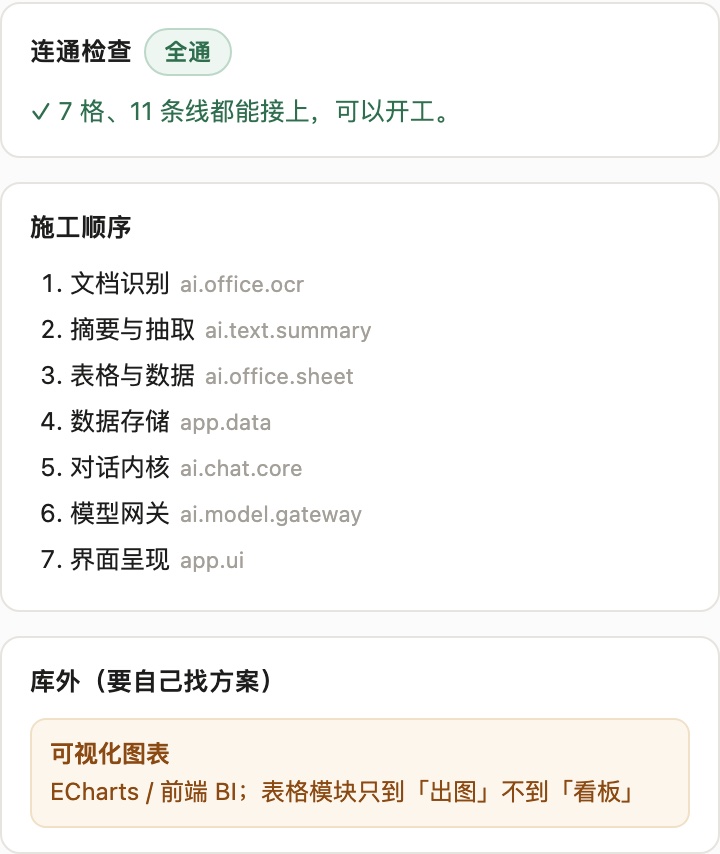 连通检查 全通
✓ 7 格、11 条线都能接上，可以开工。
施工顺序
1. 文档识别 ai.office.ocr
2. 摘要与抽取 ai.text.summary
3. 表格与数据 ai.office.sheet
4. 数据存储 app.data
5. 对话内核 ai.chat.core
6. 模型网关 ai.model.gateway
7. 界面呈现 app.ui
库外（要自己找方案）
可视化图表
ECharts / 前端 BI；表格模块只到「出图」不到「看板」